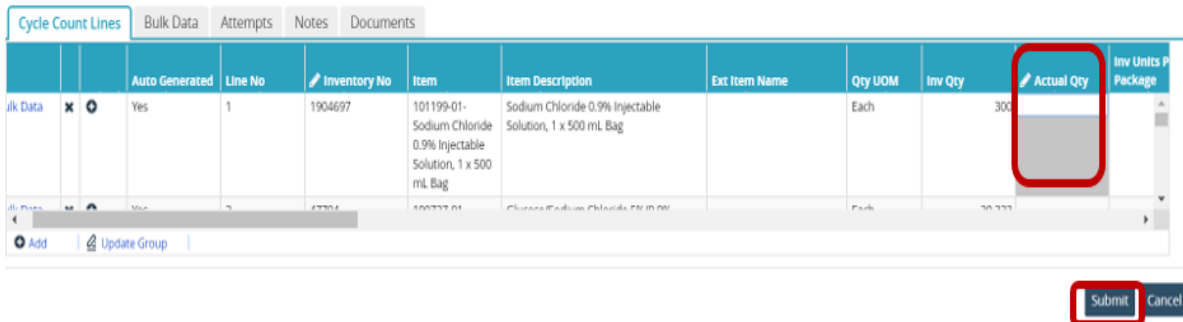 Cycle Count Lines Bulk Data Attempts Notes Documents
Inv Units P
Auto Generated Line No Inventory No Item Item Description Ext Item Name Qty UOM Inv Qty Actual Qty Package
ulk Data Yes 1 1904697 101199-01- Sodium Chloride 0.9% Injectable Each 300
Sodium Chloride Solution, 1 x 500 mL Bag
0.9% Injectable
Solution, 1 x 500
mL Bag
Add Update Group
Submit Cancel